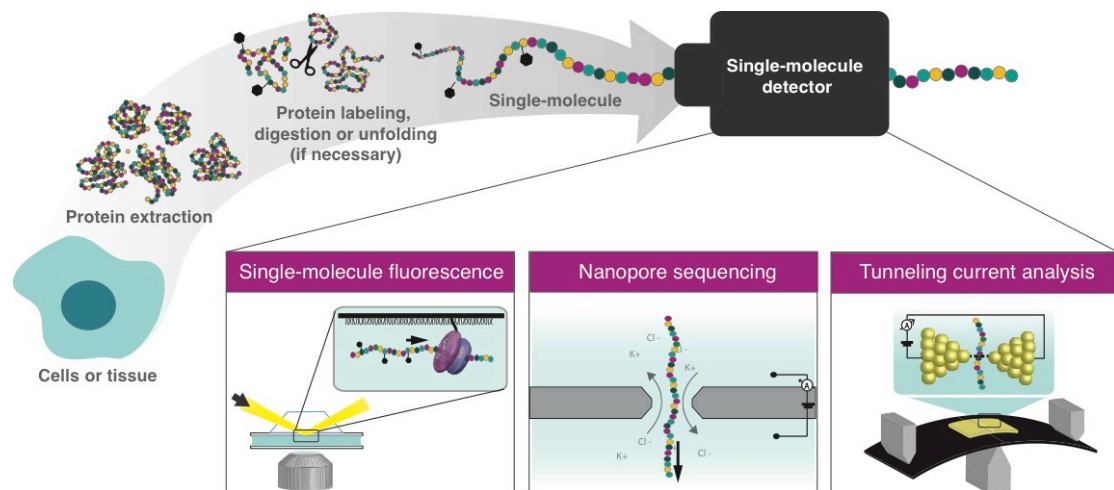 Single-molecule
detector
Protein labeling,
digestion or unfolding
(if necessary)
Single-molecule
Protein extraction
Cells or tissue
Single-molecule fluorescence
Nanopore sequencing
Cl -
Cl -
K+
K+
Cl -
K+
K+
Cl -
A
Tunneling current analysis
A